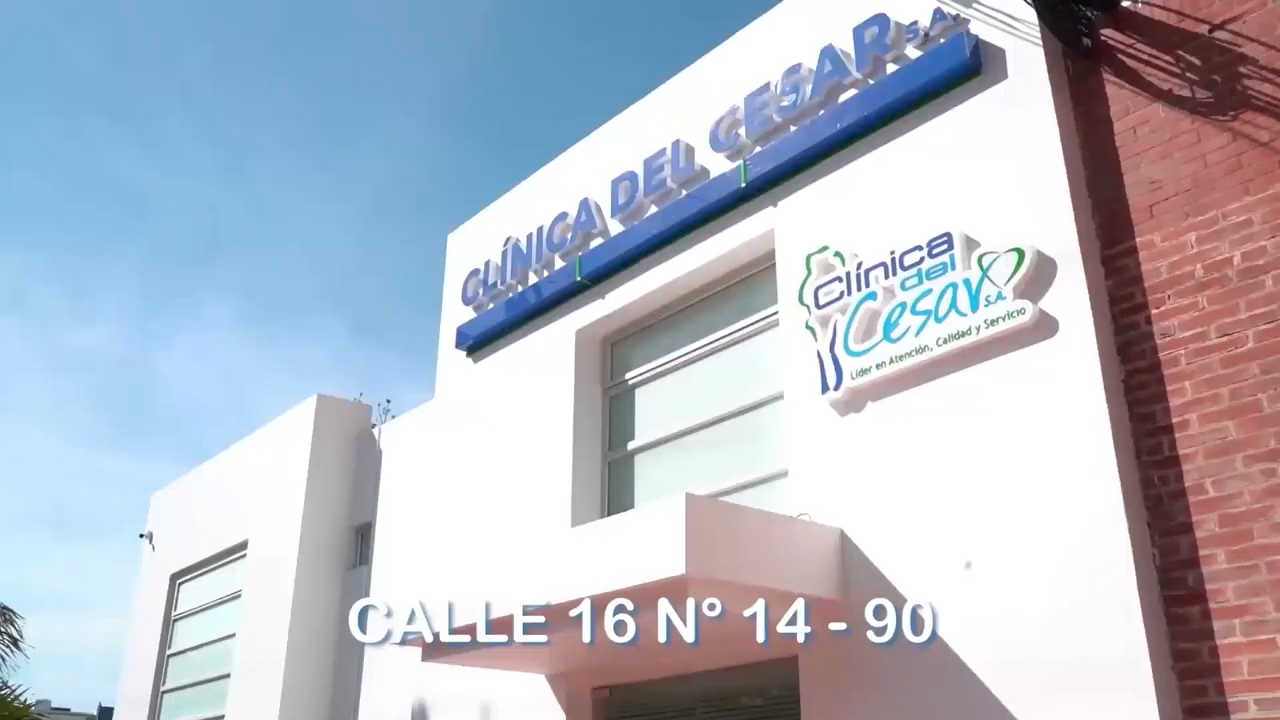 CLÍNICA DEL CESAR S.A.
Clínica
del
Cesar S.A.
Líder en Atención, Calidad y Servicio
CALLE 16 N° 14 - 90